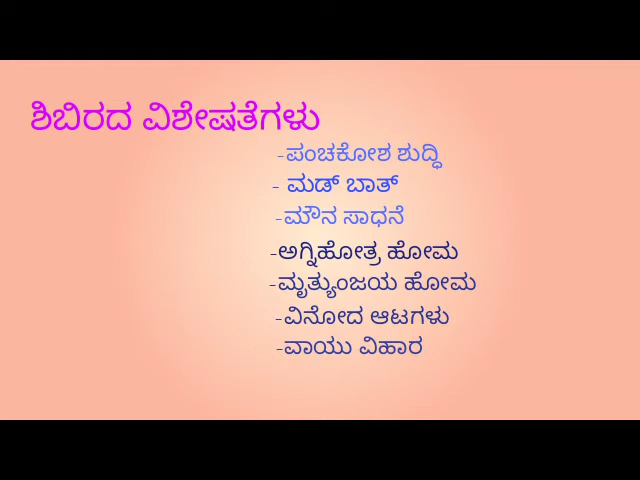 ಶಿಬಿರದ ವಿಶೇಷತೆಗಳು
-ಪಂಚಕೋಶ ಶುದ್ಧಿ
- ಮಡ್ ಬಾತ್
-ಮೌನ ಸಾಧನೆ
-ಅಗ್ನಿಹೋತ್ರ ಹೋಮ
-ಮೃತ್ಯುಂಜಯ ಹೋಮ
-ವಿನೋದ ಆಟಗಳು
-ವಾಯು ವಿಹಾರ